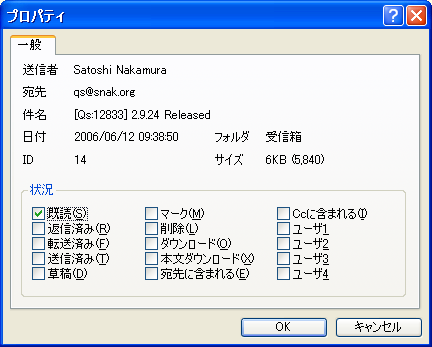 プロパティ
一般
送信者 Satoshi Nakamura
宛先 qs@snak.org
件名 [Qs:12833] 2.9.24 Released
日付 2006/06/12 09:38:50 フォルダ 受信箱
ID 14 サイズ 6KB (5,840)
状況
既読(S) マーク(M) Ccに含まれる(I)
返信済み(R) 削除(L) ユーザ1
転送済み(F) ダウンロード(O) ユーザ2
送信済み(T) 本文ダウンロード(X) ユーザ3
草稿(D) 宛先に含まれる(E) ユーザ4
OK キャンセル